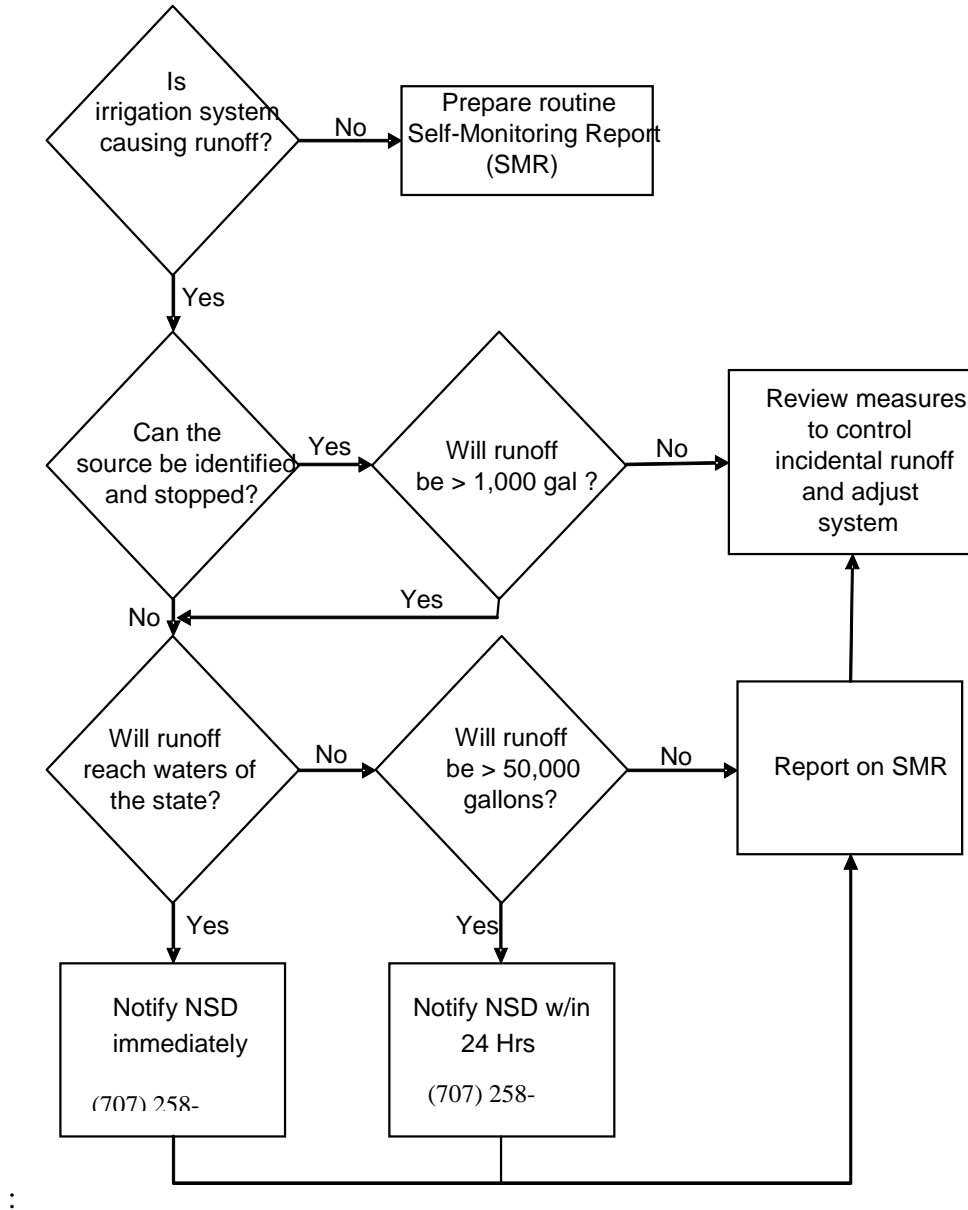 Is
irrigation system
causing runoff?
No
Prepare routine
Self-Monitoring Report
(SMR)
Yes
Can the
source be identified
and stopped?
Yes
Will runoff
be > 1,000 gal ?
No
Review measures
to control
incidental runoff
and adjust
system
Yes
No
Will runoff
reach waters of
the state?
No
Will runoff
be > 50,000
gallons?
No
Report on SMR
Yes
Yes
Notify NSD
immediately
(707) 258-
Notify NSD w/in
24 Hrs
(707) 258-
: